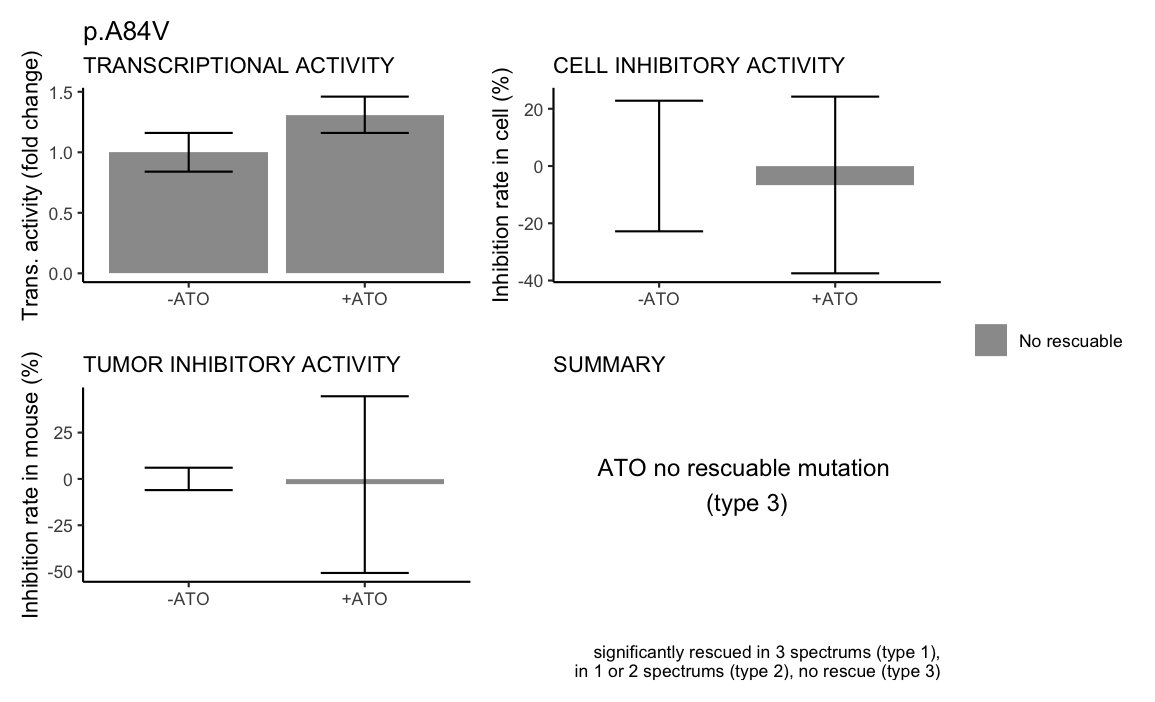 p.A84V
TRANSCRIPTIONAL ACTIVITY
Trans. activity (fold change)
1.5
1.0
0.5
0.0
-ATO
+ATO
CELL INHIBITORY ACTIVITY
Inhibition rate in cell (%)
20
0
-20
-40
-ATO
+ATO
No rescuable
TUMOR INHIBITORY ACTIVITY
Inhibition rate in mouse (%)
25
0
-25
-50
-ATO
+ATO
SUMMARY
ATO no rescuable mutation
(type 3)
significantly rescued in 3 spectrums (type 1),
in 1 or 2 spectrums (type 2), no rescue (type 3)